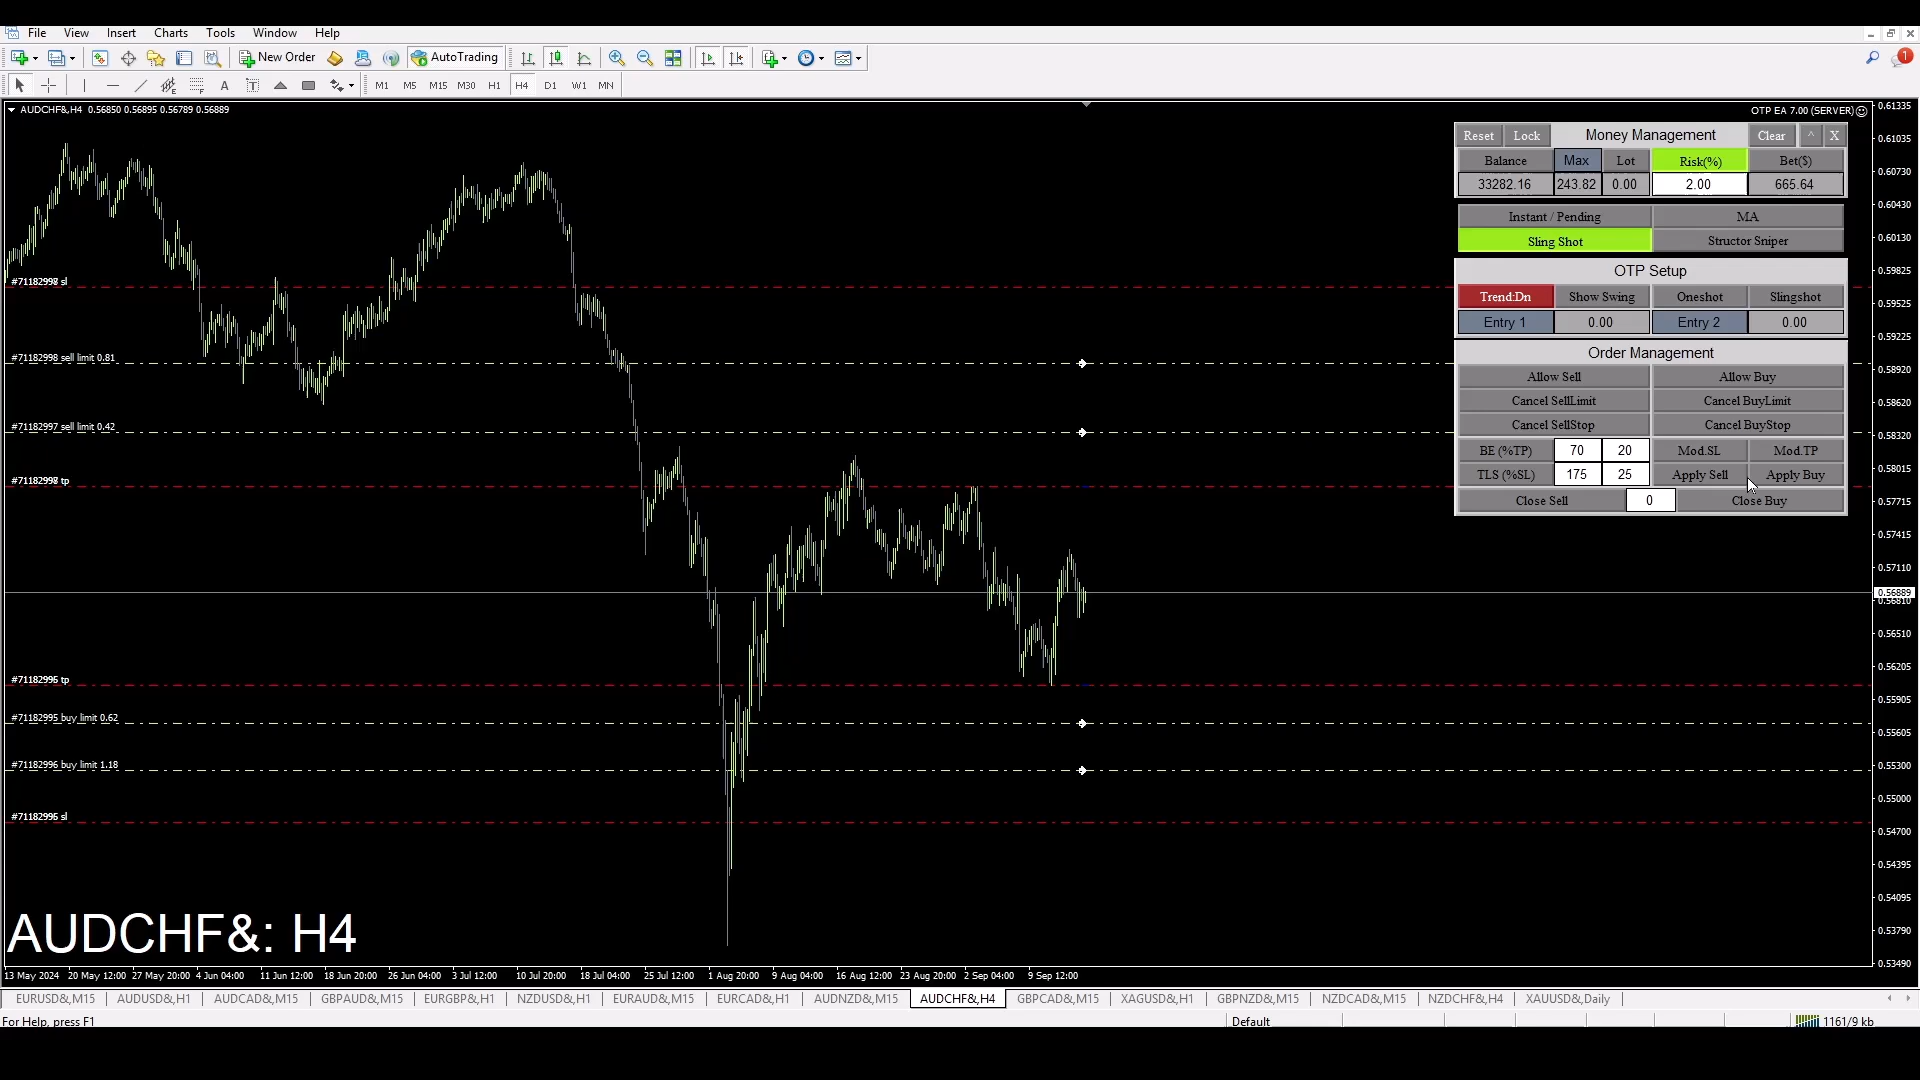 File View Insert Charts Tools Window Help
New Order AutoTrading 1
A T M1 M5 M15 M30 H1 H4 D1 W1 MN
AUDCHF&,H4 0.56850 0.56895 0.56789 0.56889
OTP EA 7.00 (SERVER)
Reset Lock Money Management Clear ^ X
Balance Max Lot Risk(%) Bet($)
33282.16 243.82 0.00 2.00 665.64
Instant / Pending MA
Sling Shot Structor Sniper
OTP Setup
Trend:Dn Show Swing Oneshot Slingshot
Entry 1 0.00 Entry 2 0.00
Order Management
Allow Sell Allow Buy
Cancel SellLimit Cancel BuyLimit
Cancel SellStop Cancel BuyStop
BE (%TP) 70 20 Mod.SL Mod.TP
TLS (%SL) 175 25 Apply Sell Apply Buy
Close Sell 0 Close Buy
#71182998 sell limit 0.81
#71182997 sell limit 0.42
#71182995 buy limit 0.62
#71182996 buy limit 1.18
0.61335
0.61035
0.60730
0.60430
0.60130
0.59825
0.59525
0.59225
0.58920
0.58620
0.58320
0.58015
0.57715
0.57415
0.57110
0.56889
0.56810
0.56510
0.56205
0.55905
0.55605
0.55300
0.55000
0.54700
0.54395
0.54095
0.53790
0.53490
AUDCHF&: H4
13 May 2024 20 May 12:00 27 May 20:00 4 Jun 04:00 11 Jun 12:00 18 Jun 20:00 26 Jun 04:00 3 Jul 12:00 10 Jul 20:00 18 Jul 04:00 25 Jul 12:00 1 Aug 20:00 9 Aug 04:00 16 Aug 12:00 23 Aug 20:00 2 Sep 04:00 9 Sep 12:00
EURUSD&,M15 AUDUSD&,H1 AUDCAD&,M15 GBPAUD&,M15 EURGBP&,H1 NZDUSD&,H1 EURAUD&,M15 EURCAD&,H1 AUDNZD&,M15 AUDCHF&,H4 GBPCAD&,M15 XAGUSD&,H1 GBPNZD&,M15 NZDCAD&,M15 NZDCHF&,H4 XAUUSD&,Daily
For Help, press F1 Default 1161/9 kb